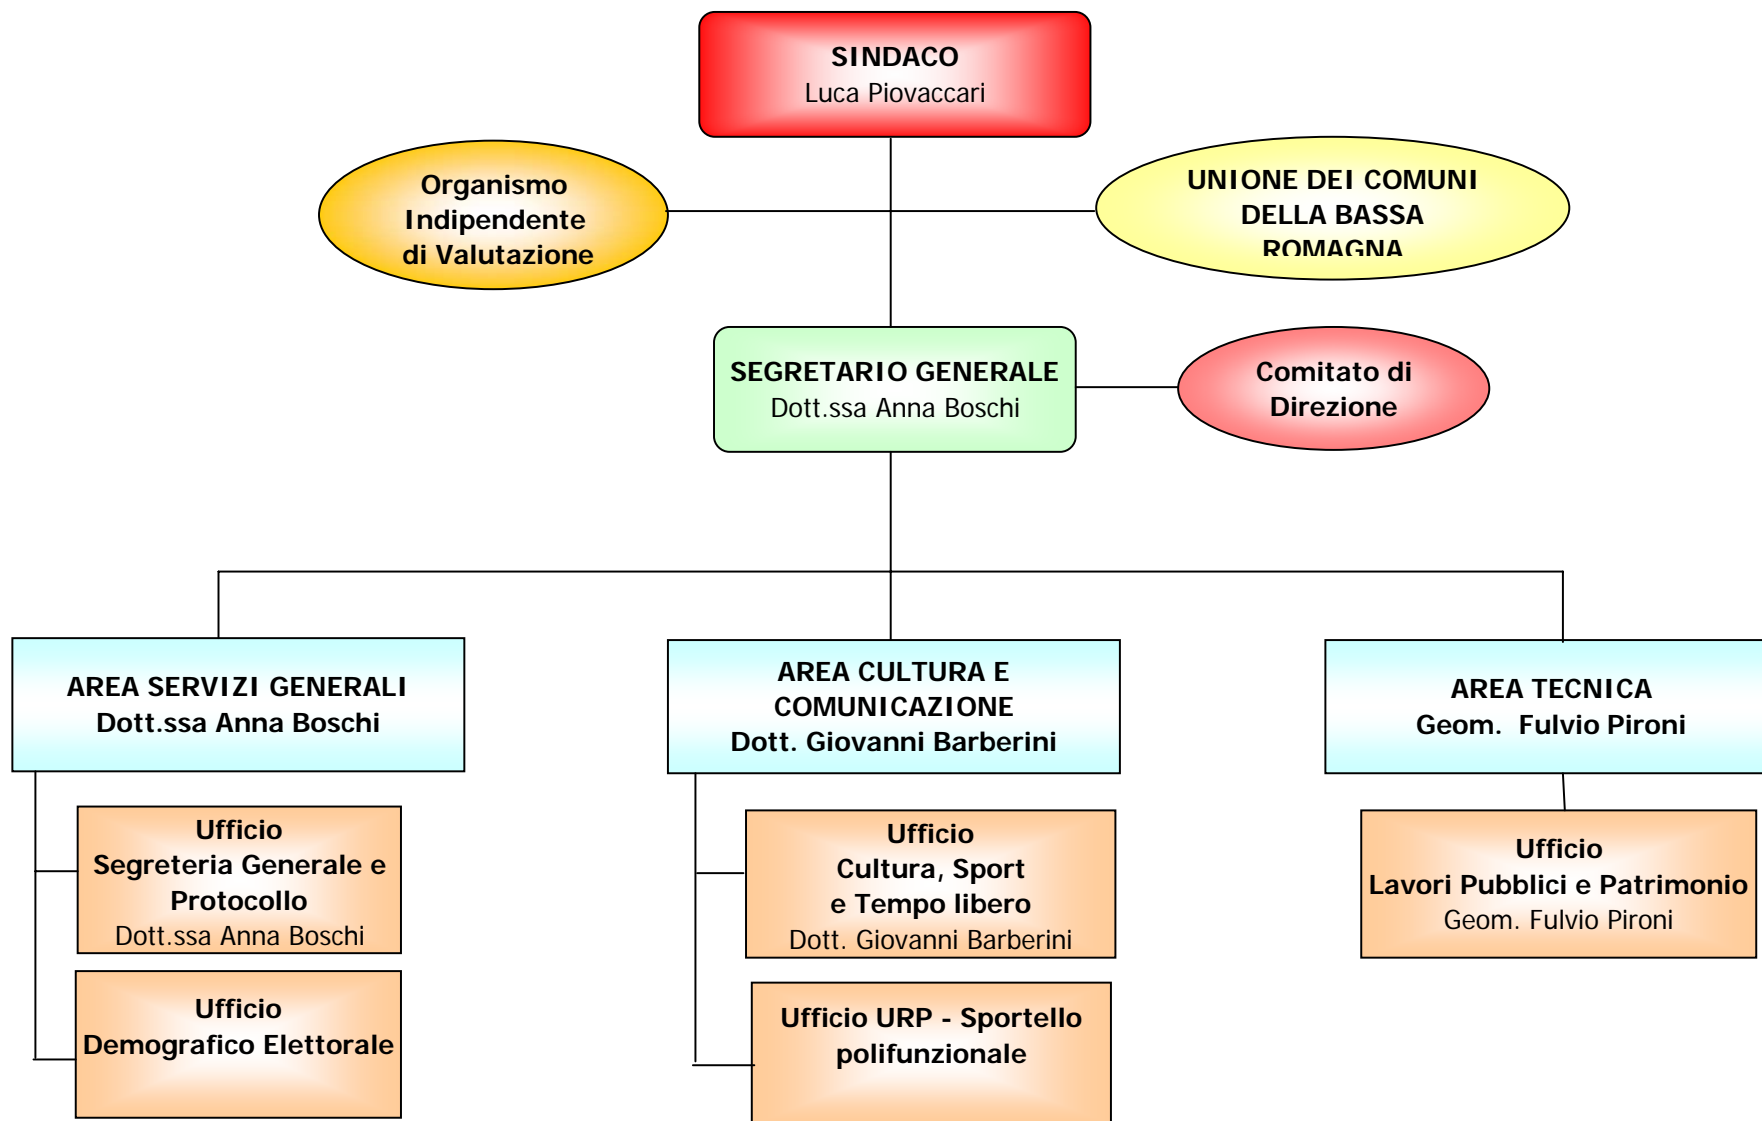 SINDACO
Luca Piovaccari
Organismo
Indipendente
di Valutazione
UNIONE DEI COMUNI
DELLA BASSA
ROMAGNA
SEGRETARIO GENERALE
Dott.ssa Anna Boschi
Comitato di
Direzione
AREA SERVIZI GENERALI
Dott.ssa Anna Boschi
AREA CULTURA E
COMUNICAZIONE
Dott. Giovanni Barberini
AREA TECNICA
Geom. Fulvio Pironi
Ufficio
Segreteria Generale e
Protocollo
Dott.ssa Anna Boschi
Ufficio
Cultura, Sport
e Tempo libero
Dott. Giovanni Barberini
Ufficio
Lavori Pubblici e Patrimonio
Geom. Fulvio Pironi
Ufficio
Demografico Elettorale
Ufficio URP - Sportello
polifunzionale